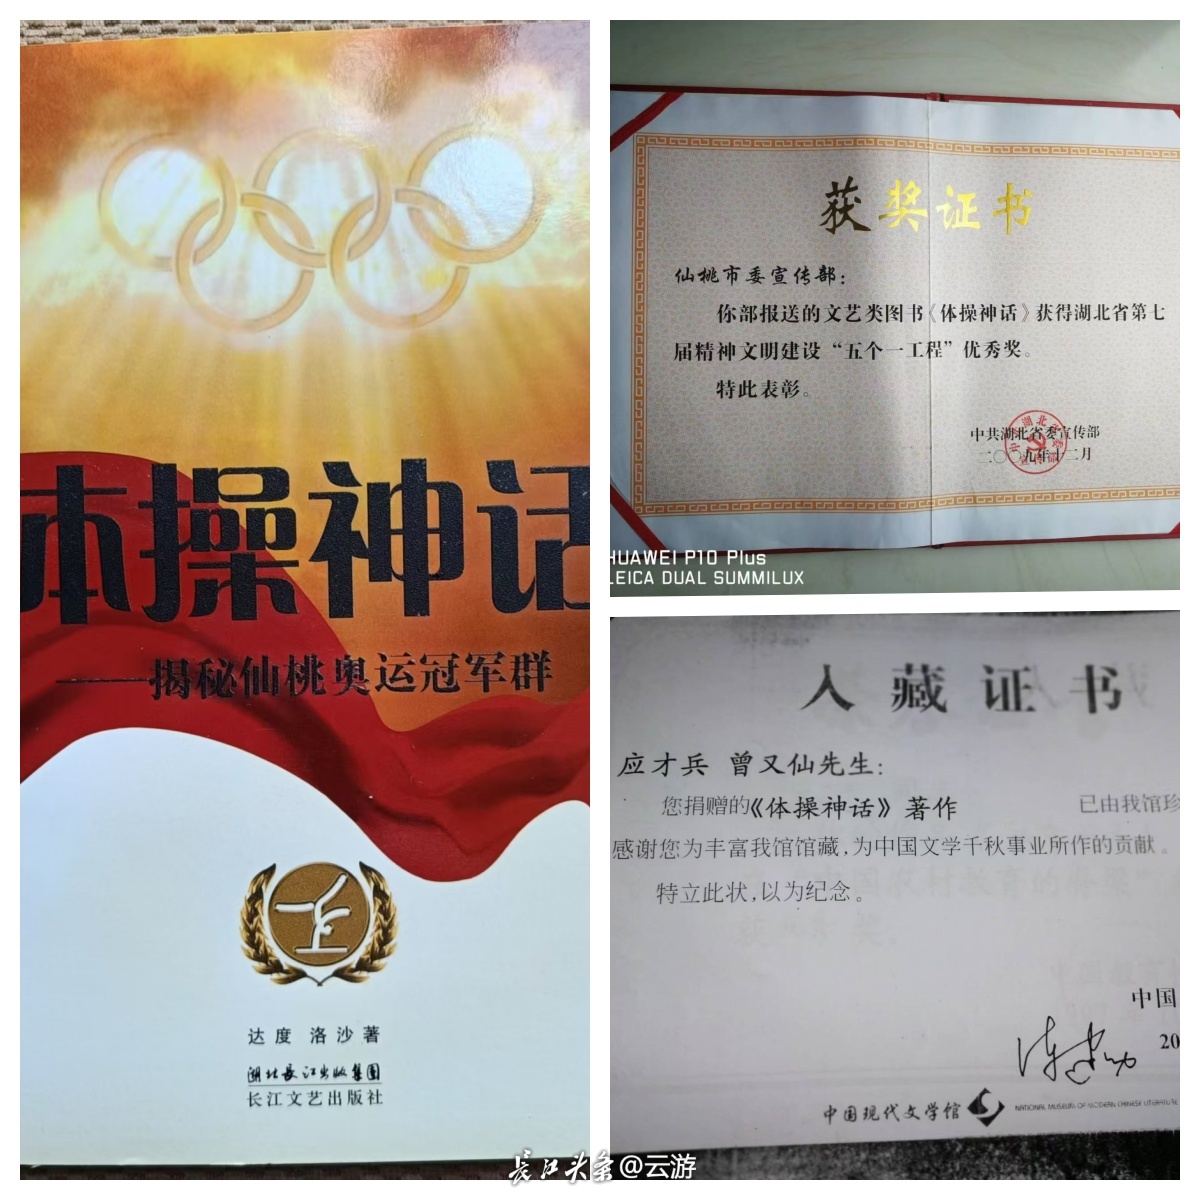 体操神话
——揭秘仙桃奥运冠军群
达度 洛沙著
湖北长江出版集团
长江文艺出版社
获奖证书
仙桃市委宣传部：
你部报送的文艺类图书《体操神话》获得湖北省第七
届精神文明建设“五个一工程”优秀奖。
特此表彰。
中共湖北省委宣传部
二〇〇九年十二月
HUAWEI P10 Plus
LEICA DUAL SUMMILUX
入藏证书
应才兵 曾又仙先生：
您捐赠的《体操神话》著作 已由我馆珍
感谢您为丰富我馆馆藏，为中国文学千秋事业所作的贡献。
特立此状，以为纪念。
中国
20
中国现代文学馆
NATIONAL MUSEUM OF MODERN CHINESE LITERATURE
长江头条@云游